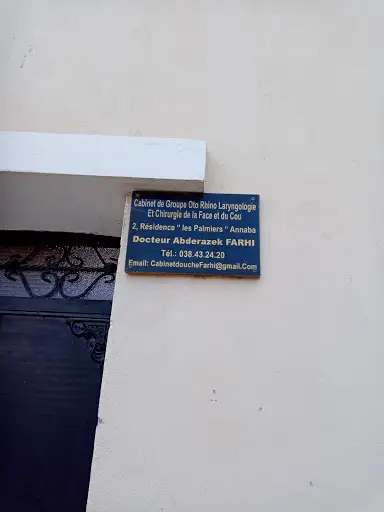 Cabinet de Groupe Oto Rhino Laryngologie
Et Chirurgie de la Face et du Cou
2, Résidence " les Palmiers " Annaba
Docteur Abderazek FARHI
Tél.: 038.43.24.20
Email: CabinetdoucheFarhi@gmail.Com